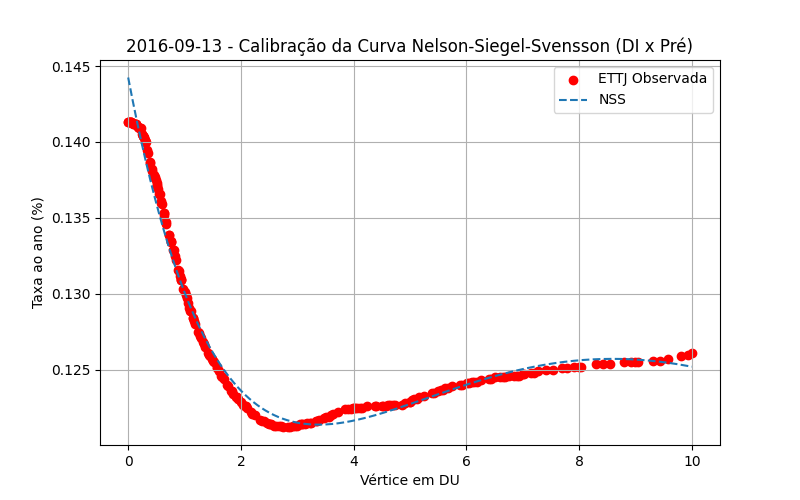 2016-09-13 - Calibração da Curva Nelson-Siegel-Svensson (DI x Pré)
ETTJ Observada
NSS
Taxa ao ano (%)
0.145
0.140
0.135
0.130
0.125
0 2 4 6 8 10
Vértice em DU